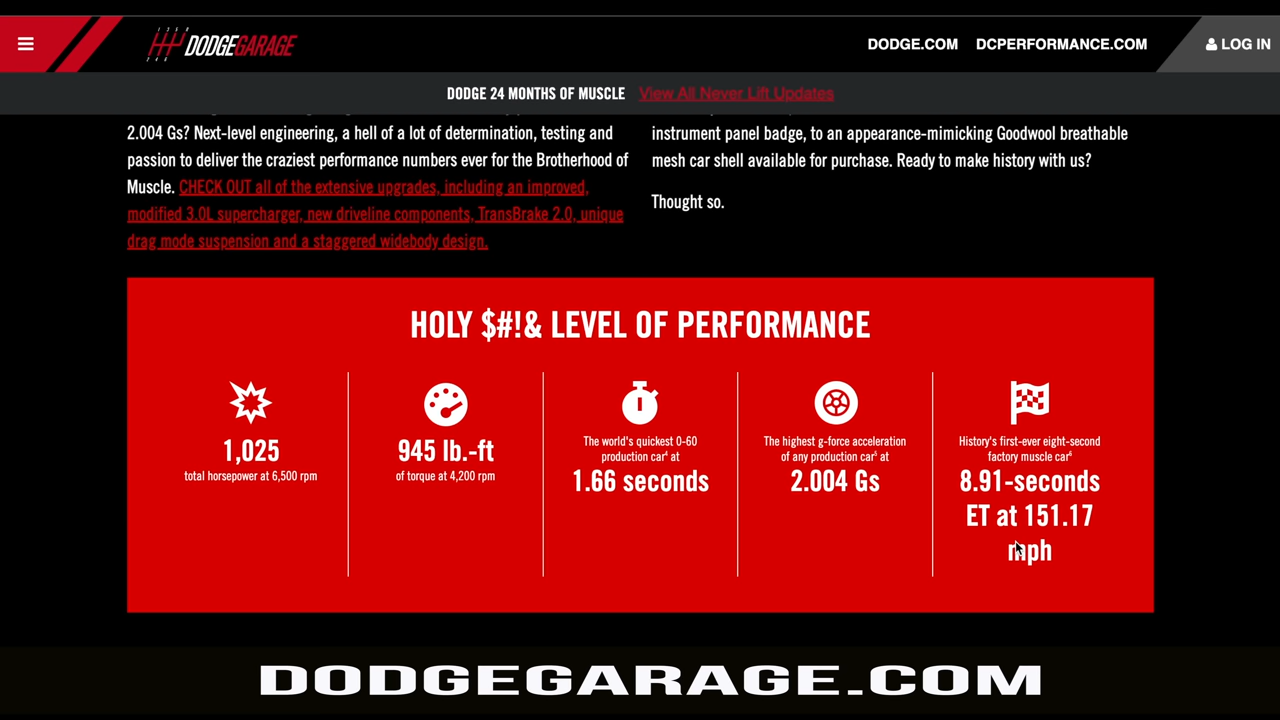 DODGEGARAGE
DODGE.COM
DCPERFORMANCE.COM
LOG IN
DODGE 24 MONTHS OF MUSCLE
View All Never Lift Updates
2.004 Gs? Next-level engineering, a hell of a lot of determination, testing and
passion to deliver the craziest performance numbers ever for the Brotherhood of
Muscle. CHECK OUT all of the extensive upgrades, including an improved,
modified 3.0L supercharger, new driveline components, TransBrake 2.0, unique
drag mode suspension and a staggered widebody design.
instrument panel badge, to an appearance-mimicking Goodwool breathable
mesh car shell available for purchase. Ready to make history with us?
Thought so.
HOLY $#!& LEVEL OF PERFORMANCE
1,025
total horsepower at 6,500 rpm
945 lb.-ft
of torque at 4,200 rpm
The world's quickest 0-60
production car⁴ at
1.66 seconds
The highest g-force acceleration
of any production car⁵ at
2.004 Gs
History's first-ever eight-second
factory muscle car⁶
8.91-seconds
ET at 151.17
mph
DODGEGARAGE.COM